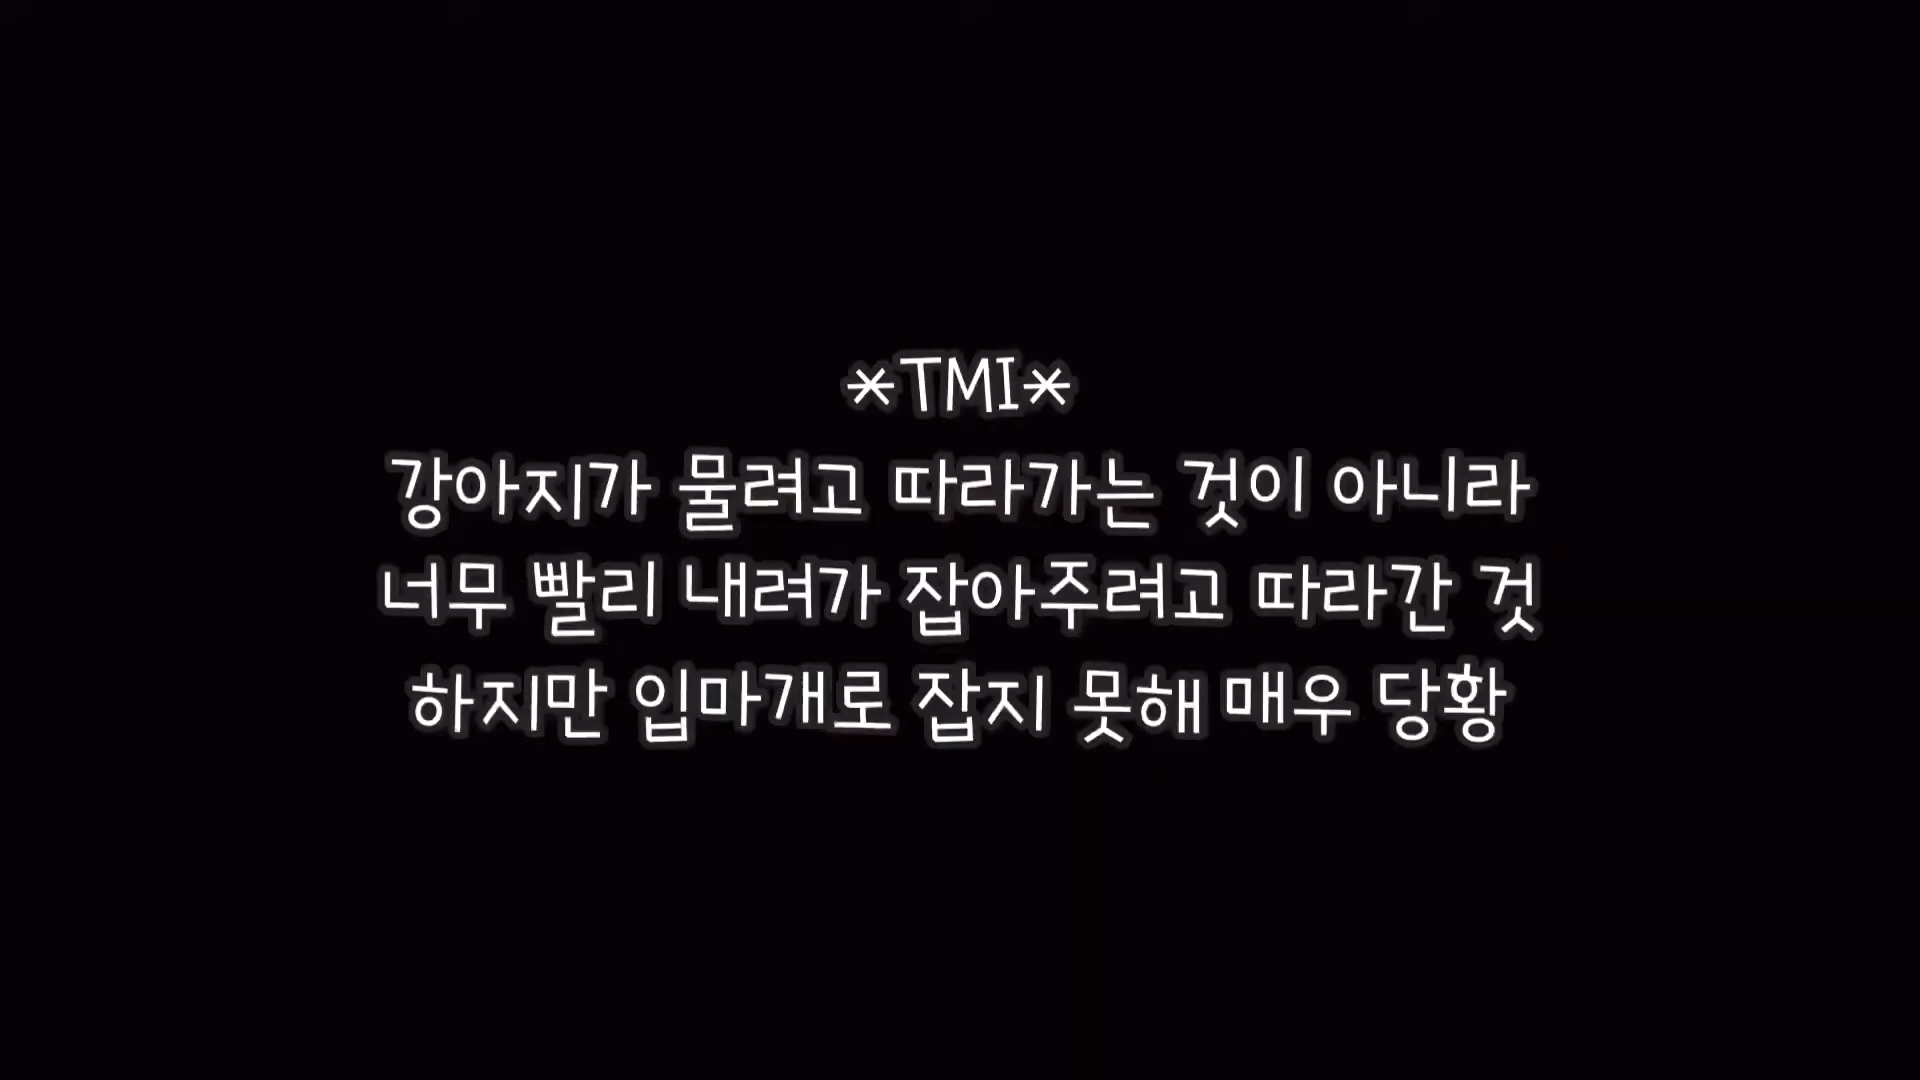 *TMI*
강아지가 물려고 따라가는 것이 아니라
너무 빨리 내려가 잡아주려고 따라간 것
하지만 입마개로 잡지 못해 매우 당황